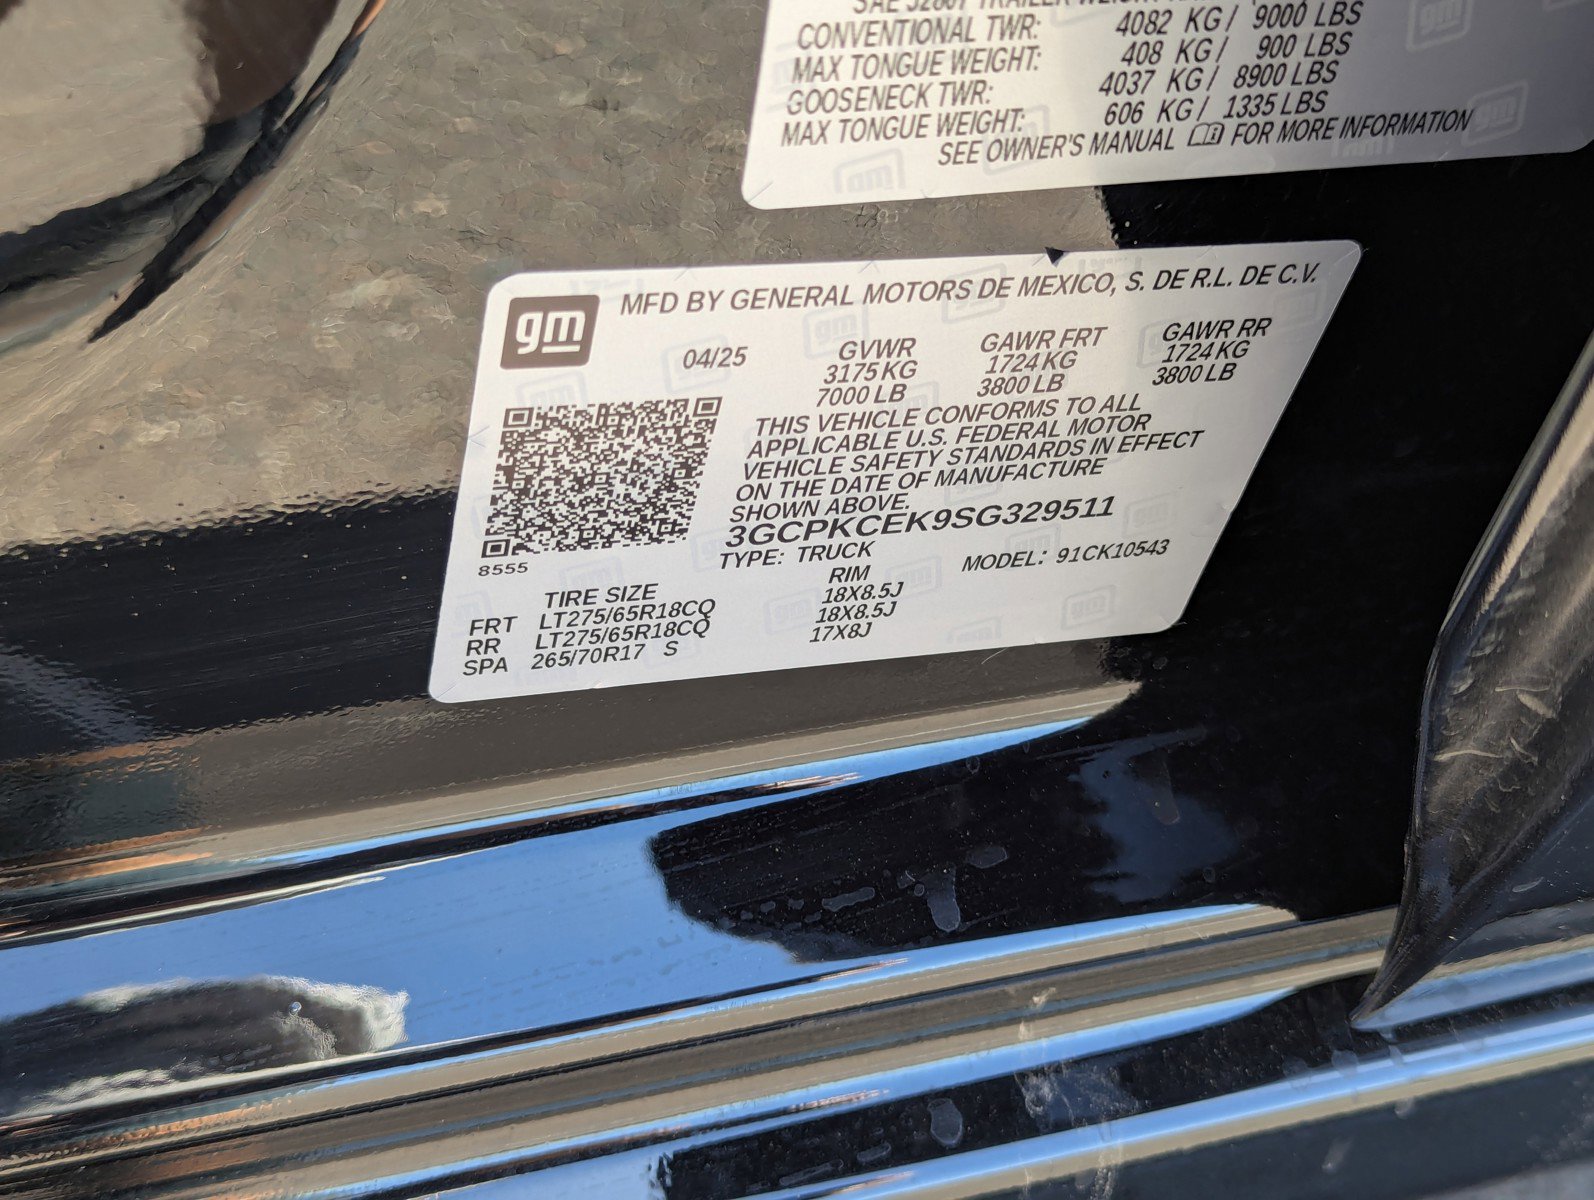 SAE J2807 TRAILER WEIGHT
CONVENTIONAL TWR: 4082 KG / 9000 LBS
MAX TONGUE WEIGHT: 408 KG / 900 LBS
GOOSENECK TWR: 4037 KG / 8900 LBS
MAX TONGUE WEIGHT: 606 KG / 1335 LBS
SEE OWNER'S MANUAL FOR MORE INFORMATION
gm MFD BY GENERAL MOTORS DE MEXICO, S. DE R.L. DE C.V.
04/25 GVWR GAWR FRT GAWR RR
3175 KG 1724 KG 1724 KG
7000 LB 3800 LB 3800 LB
THIS VEHICLE CONFORMS TO ALL
APPLICABLE U.S. FEDERAL MOTOR
VEHICLE SAFETY STANDARDS IN EFFECT
ON THE DATE OF MANUFACTURE
SHOWN ABOVE.
3GCPKCEK9SG329511
TYPE: TRUCK MODEL: 91CK10543
8555
TIRE SIZE RIM
FRT LT275/65R18CQ 18X8.5J
RR LT275/65R18CQ 18X8.5J
SPA 265/70R17 S 17X8J